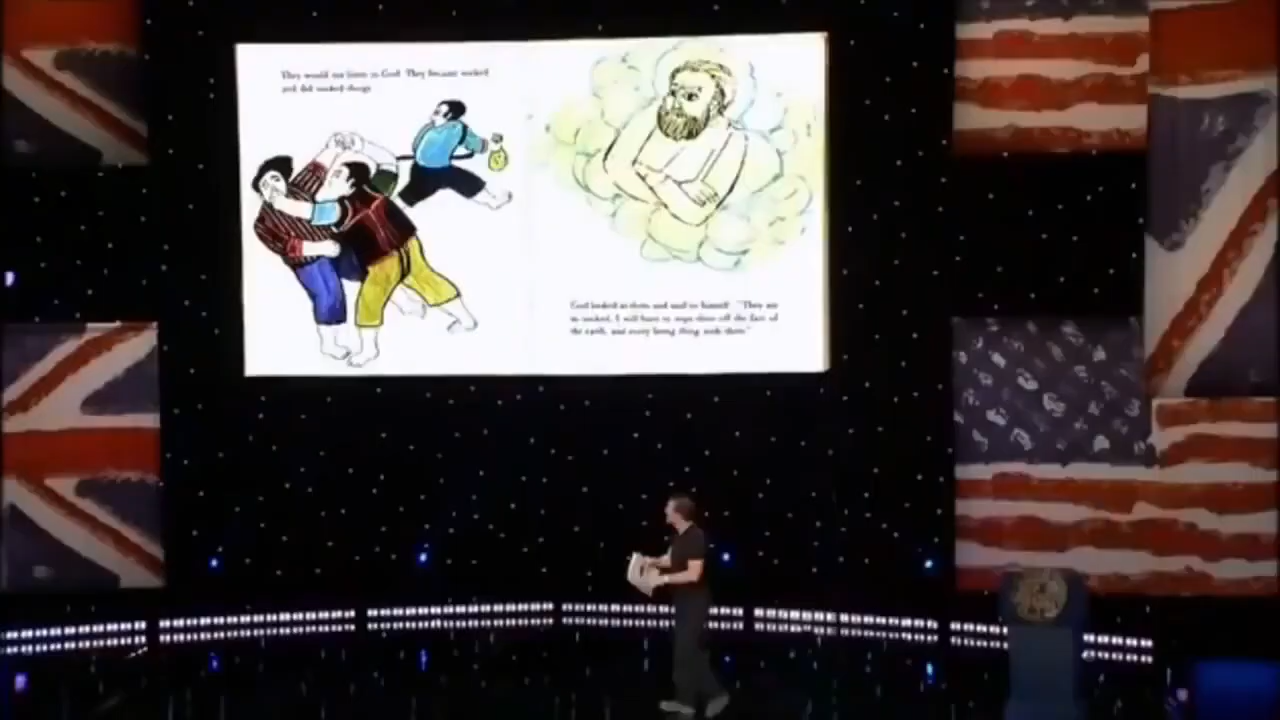 They would not listen to God. They became wicked
and did wicked things.
God looked at them and said to himself: "They are
so wicked, I will have to wipe them off the face of
the earth, and every living thing with them."